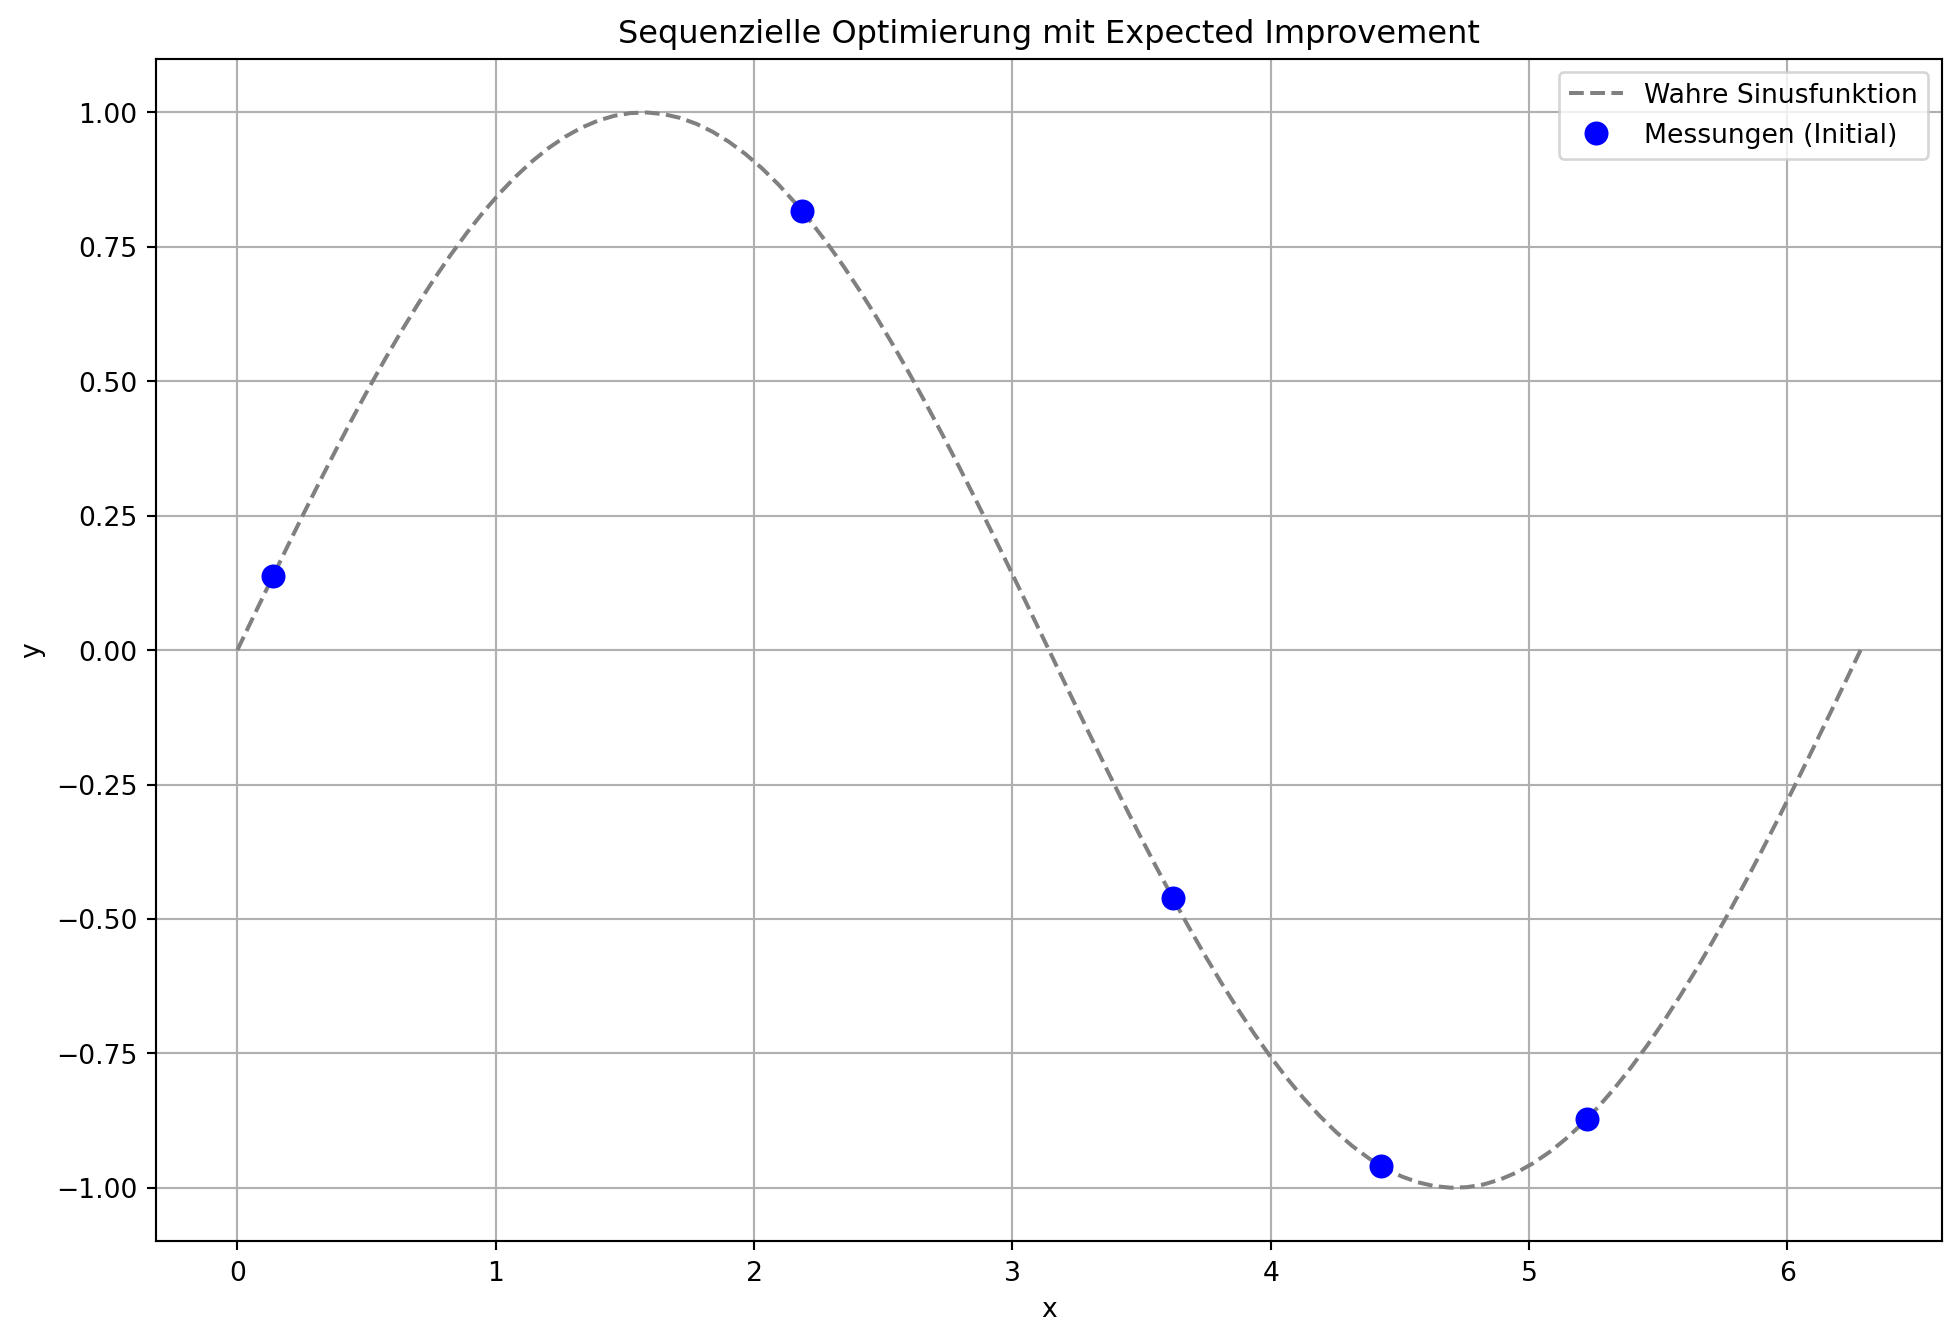 Sequenzielle Optimierung mit Expected Improvement
Wahre Sinusfunktion
Messungen (Initial)
1.00
0.75
0.50
0.25
0.00
−0.25
−0.50
−0.75
−1.00
y
0 1 2 3 4 5 6
x